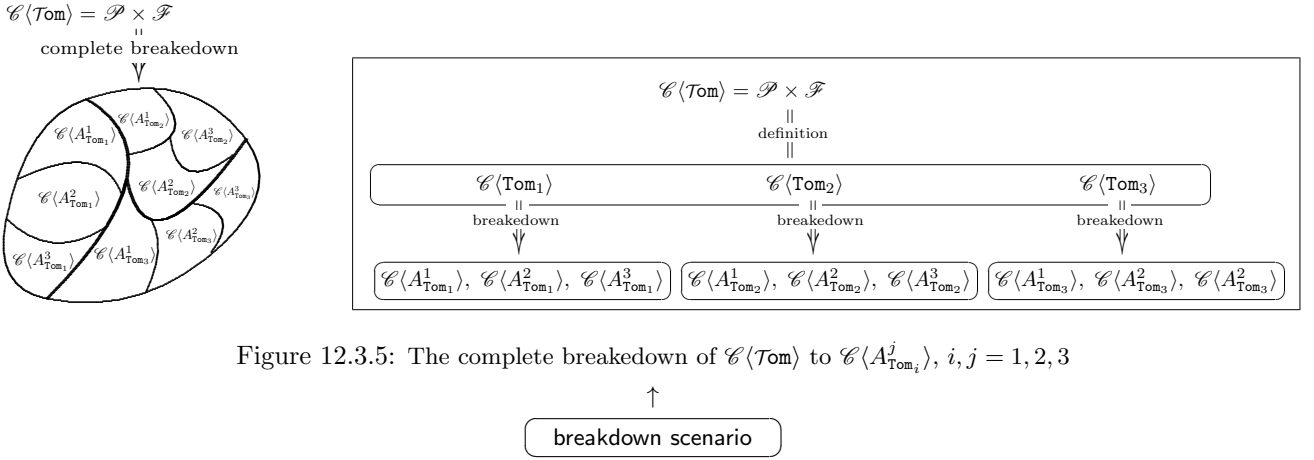 𝒞⟨𝒯om⟩ = 𝒫 × ℱ
complete breakedown
𝒞⟨A¹_Tom₁⟩
𝒞⟨A¹_Tom₂⟩
𝒞⟨A³_Tom₂⟩
𝒞⟨A²_Tom₁⟩
𝒞⟨A²_Tom₂⟩
𝒞⟨A³_Tom₃⟩
𝒞⟨A²_Tom₃⟩
𝒞⟨A³_Tom₁⟩
𝒞⟨A¹_Tom₃⟩
𝒞⟨𝒯om⟩ = 𝒫 × ℱ
definition
𝒞⟨Tom₁⟩ 𝒞⟨Tom₂⟩ 𝒞⟨Tom₃⟩
breakedown breakedown breakedown
𝒞⟨A¹_Tom₁⟩, 𝒞⟨A²_Tom₁⟩, 𝒞⟨A³_Tom₁⟩ 𝒞⟨A¹_Tom₂⟩, 𝒞⟨A²_Tom₂⟩, 𝒞⟨A³_Tom₂⟩ 𝒞⟨A¹_Tom₃⟩, 𝒞⟨A²_Tom₃⟩, 𝒞⟨A²_Tom₃⟩
Figure 12.3.5: The complete breakedown of 𝒞⟨𝒯om⟩ to 𝒞⟨Aʲ_Tomᵢ⟩, i, j = 1, 2, 3
↑
breakdown scenario